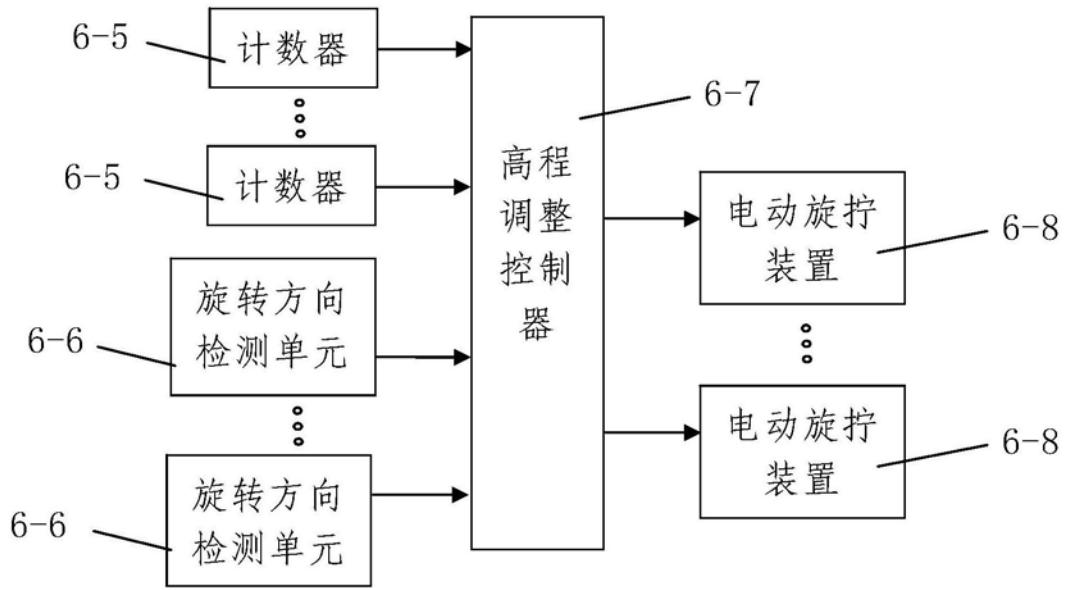 6-5
计数器
6-5
计数器
6-6
旋转方向
检测单元
6-6
旋转方向
检测单元
6-7
高程
调整
控制
器
电动旋拧
装置
6-8
电动旋拧
装置
6-8